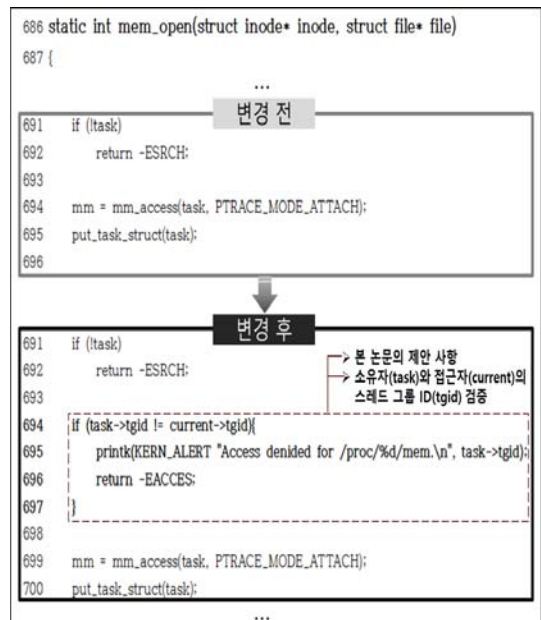 686 static int mem_open(struct inode* inode, struct file* file)
687 {
...
변경 전
691 if (!task)
692 return -ESRCH;
693
694 mm = mm_access(task, PTRACE_MODE_ATTACH);
695 put_task_struct(task);
696
변경 후
691 if (!task)
692 return -ESRCH;
693
본 논문의 제안 사항
소유자(task)와 접근자(current)의
스레드 그룹 ID(tgid) 검증
694 if (task->tgid != current->tgid){
695 printk(KERN_ALERT "Access denided for /proc/%d/mem.\n", task->tgid);
696 return -EACCES;
697 }
698
699 mm = mm_access(task, PTRACE_MODE_ATTACH);
700 put_task_struct(task);
...